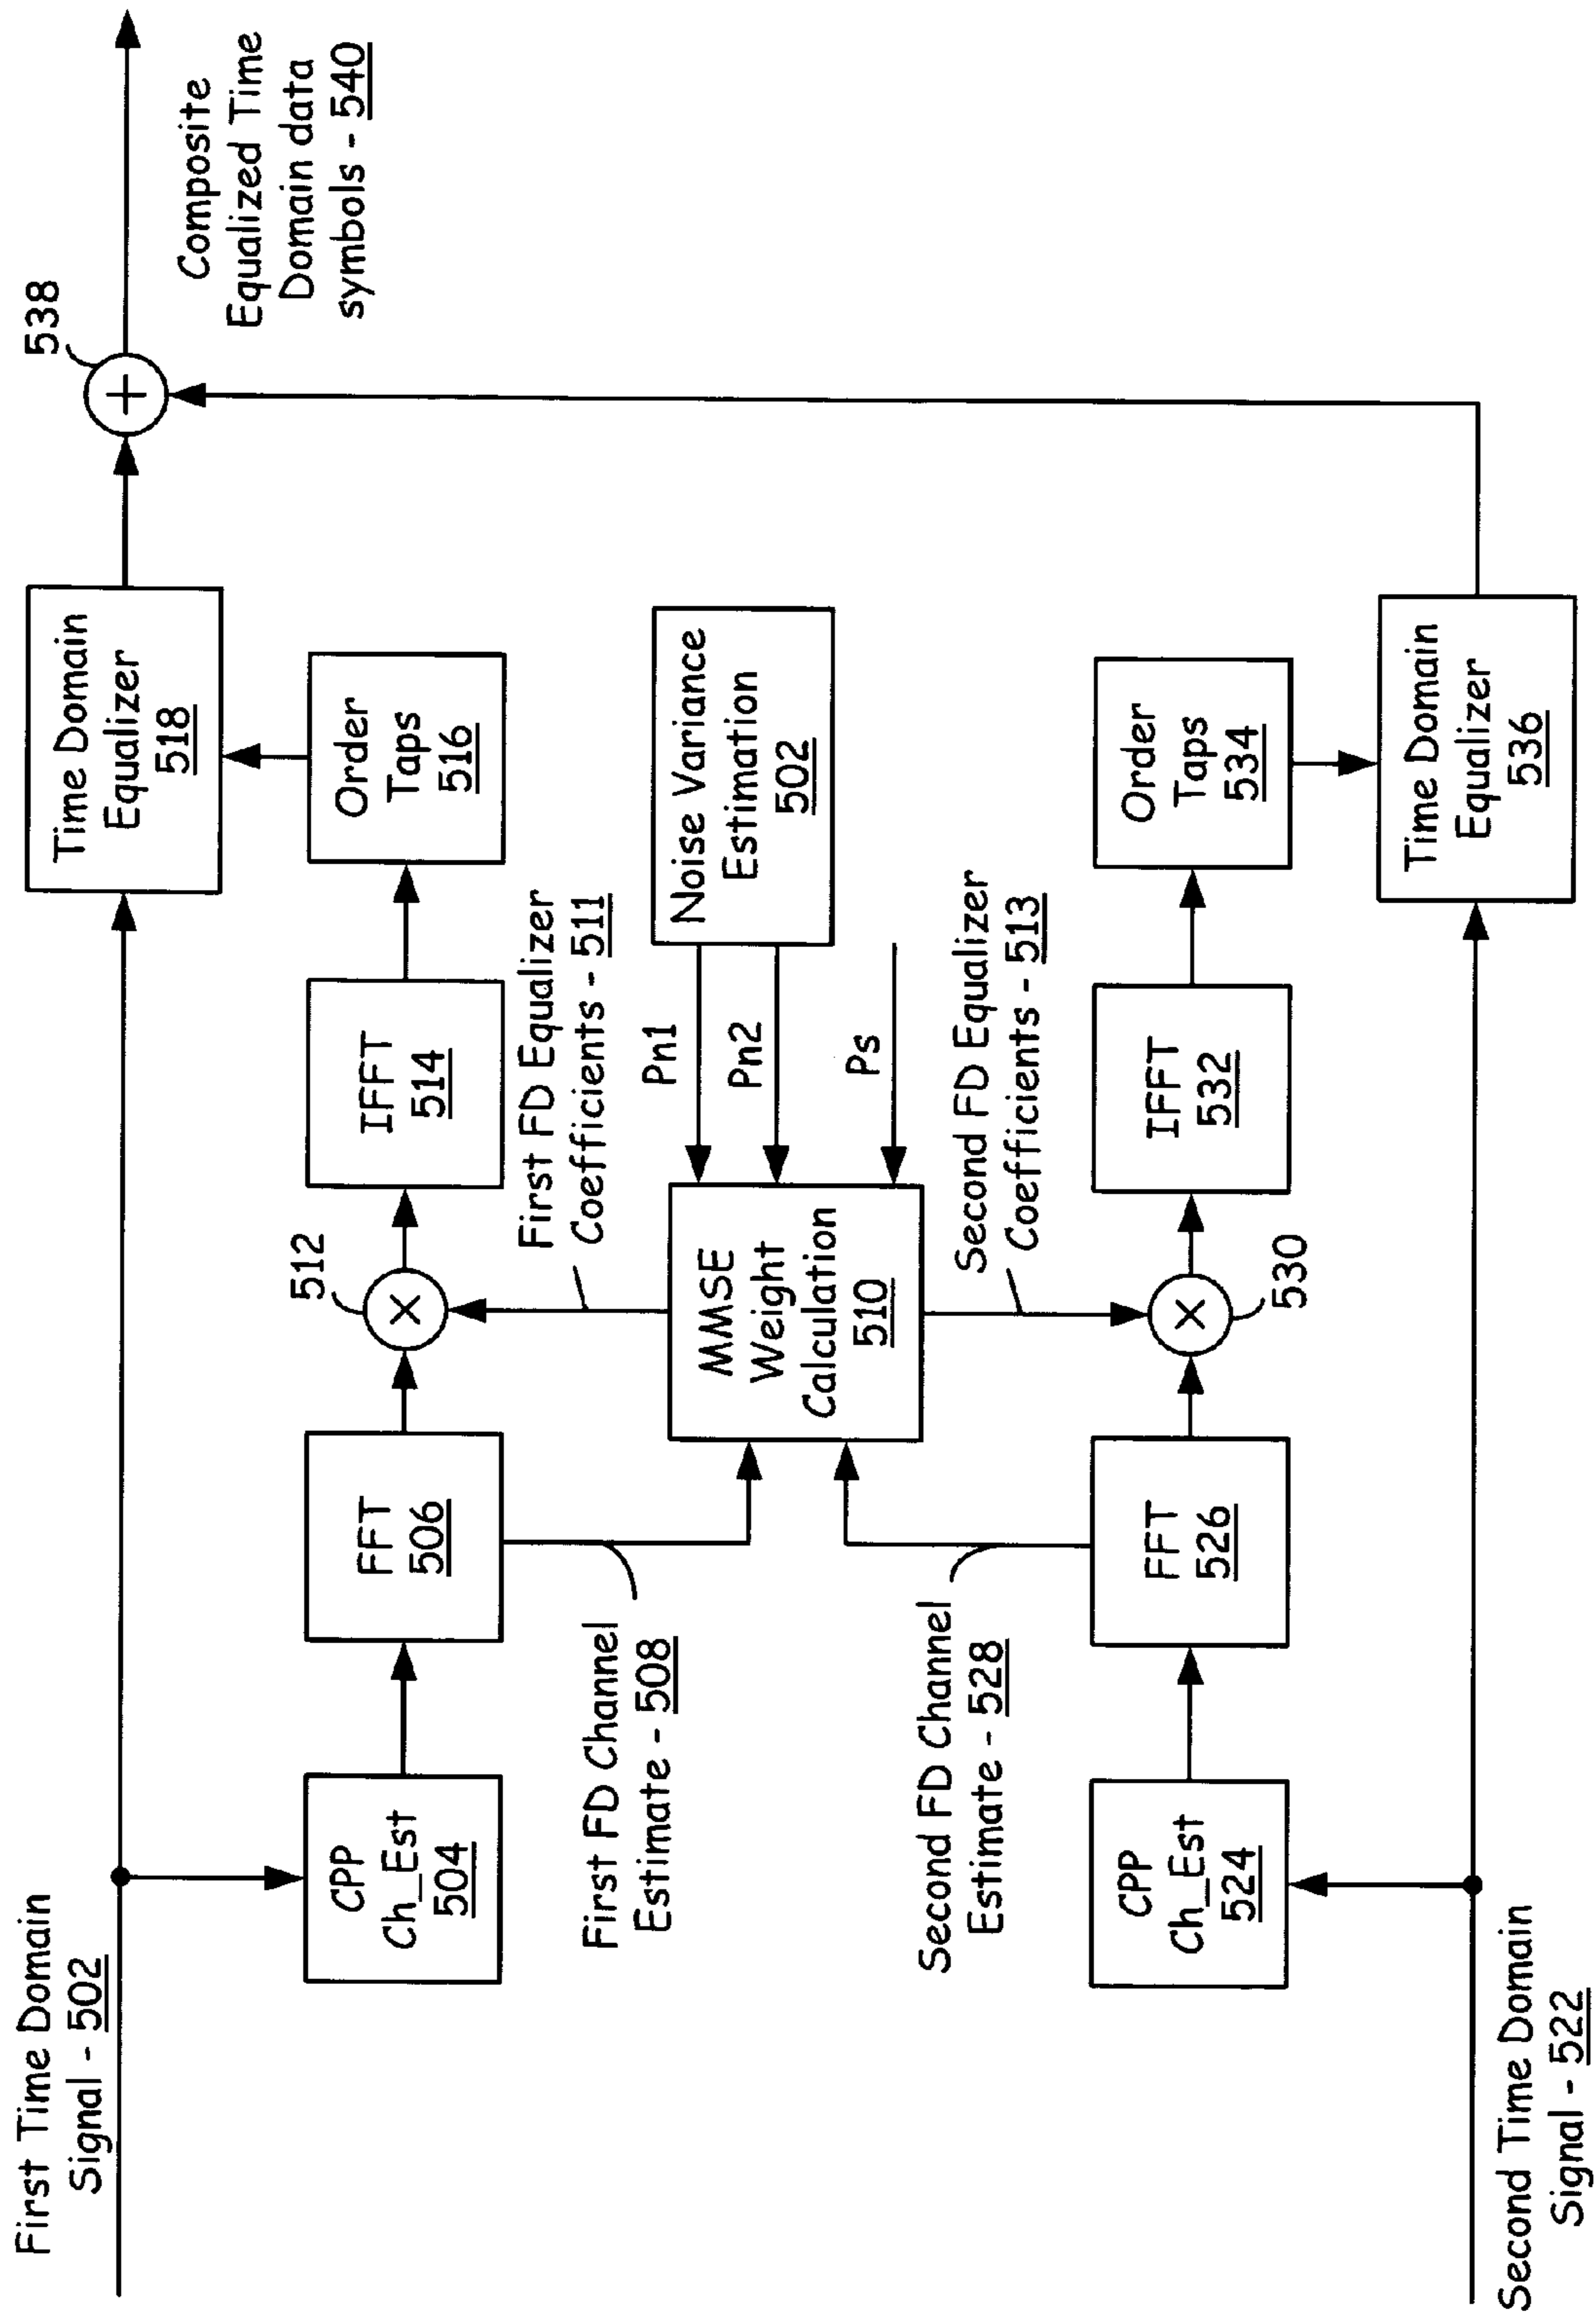 First Time Domain
Signal - 502
CPP
Ch_Est
504
FFT
506
First FD Channel
Estimate - 508
512
×
IFFT
514
Order
Taps
516
Time Domain
Equalizer
518
538
+
Composite
Equalized Time
Domain data
symbols - 540
First FD Equalizer
Coefficients - 511
MMSE
Weight
Calculation
510
Pn1
Pn2
Ps
Noise Variance
Estimation
502
Second FD Equalizer
Coefficients - 513
Second FD Channel
Estimate - 528
CPP
Ch_Est
524
FFT
526
×
530
IFFT
532
Order
Taps
534
Time Domain
Equalizer
536
Second Time Domain
Signal - 522